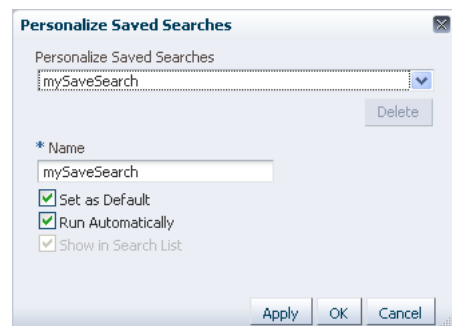 Personalize Saved Searches
Personalize Saved Searches
mySaveSearch
Delete
* Name
mySaveSearch
Set as Default
Run Automatically
Show in Search List
Apply OK Cancel